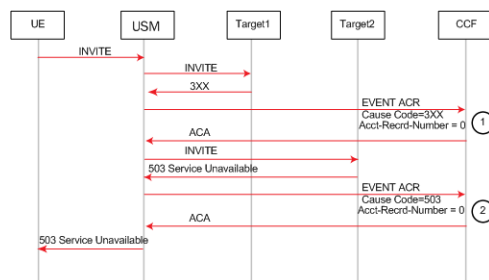 UE USM Target1 Target2 CCF
INVITE
INVITE
3XX
EVENT ACR
Cause Code=3XX
Acct-Recrd-Number = 0
1
ACA
INVITE
503 Service Unavailable
EVENT ACR
Cause Code=503
Acct-Recrd-Number = 0
2
ACA
503 Service Unavailable